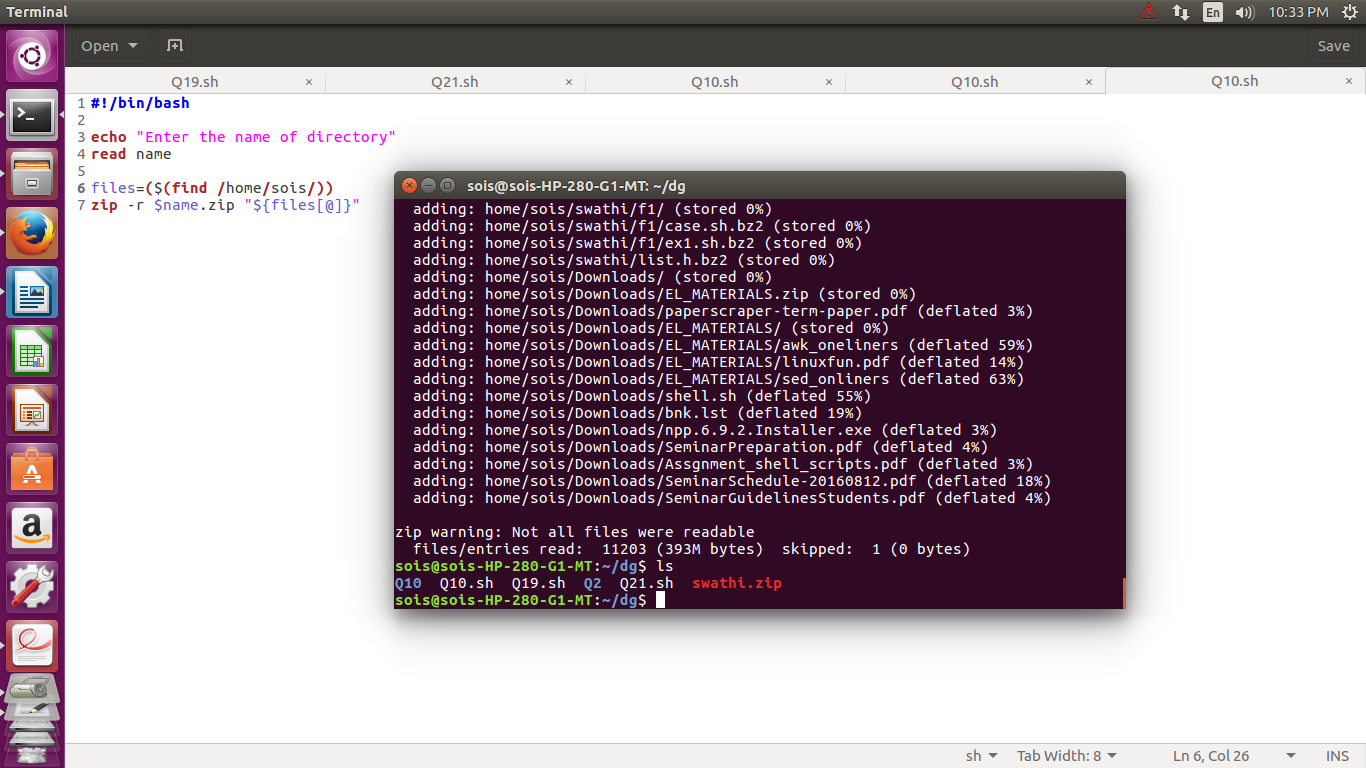 Terminal
En
10:33 PM
Open
Save
Q19.sh × Q21.sh × Q10.sh × Q10.sh × Q10.sh ×
1 #!/bin/bash
2
3 echo "Enter the name of directory"
4 read name
5
6 files=($(find /home/sois/))
7 zip -r $name.zip "${files[@]}"
sois@sois-HP-280-G1-MT: ~/dg
adding: home/sois/swathi/f1/ (stored 0%)
adding: home/sois/swathi/f1/case.sh.bz2 (stored 0%)
adding: home/sois/swathi/f1/ex1.sh.bz2 (stored 0%)
adding: home/sois/swathi/list.h.bz2 (stored 0%)
adding: home/sois/Downloads/ (stored 0%)
adding: home/sois/Downloads/EL_MATERIALS.zip (stored 0%)
adding: home/sois/Downloads/paperscraper-term-paper.pdf (deflated 3%)
adding: home/sois/Downloads/EL_MATERIALS/ (stored 0%)
adding: home/sois/Downloads/EL_MATERIALS/awk_oneliners (deflated 59%)
adding: home/sois/Downloads/EL_MATERIALS/linuxfun.pdf (deflated 14%)
adding: home/sois/Downloads/EL_MATERIALS/sed_onliners (deflated 63%)
adding: home/sois/Downloads/shell.sh (deflated 55%)
adding: home/sois/Downloads/bnk.lst (deflated 19%)
adding: home/sois/Downloads/npp.6.9.2.Installer.exe (deflated 3%)
adding: home/sois/Downloads/SeminarPreparation.pdf (deflated 4%)
adding: home/sois/Downloads/Assgnment_shell_scripts.pdf (deflated 3%)
adding: home/sois/Downloads/SeminarSchedule-20160812.pdf (deflated 18%)
adding: home/sois/Downloads/SeminarGuidelinesStudents.pdf (deflated 4%)
zip warning: Not all files were readable
files/entries read:  11203 (393M bytes)  skipped:  1 (0 bytes)
sois@sois-HP-280-G1-MT:~/dg$ ls
Q10  Q10.sh  Q19.sh  Q2  Q21.sh  swathi.zip
sois@sois-HP-280-G1-MT:~/dg$
sh
Tab Width: 8
Ln 6, Col 26
INS